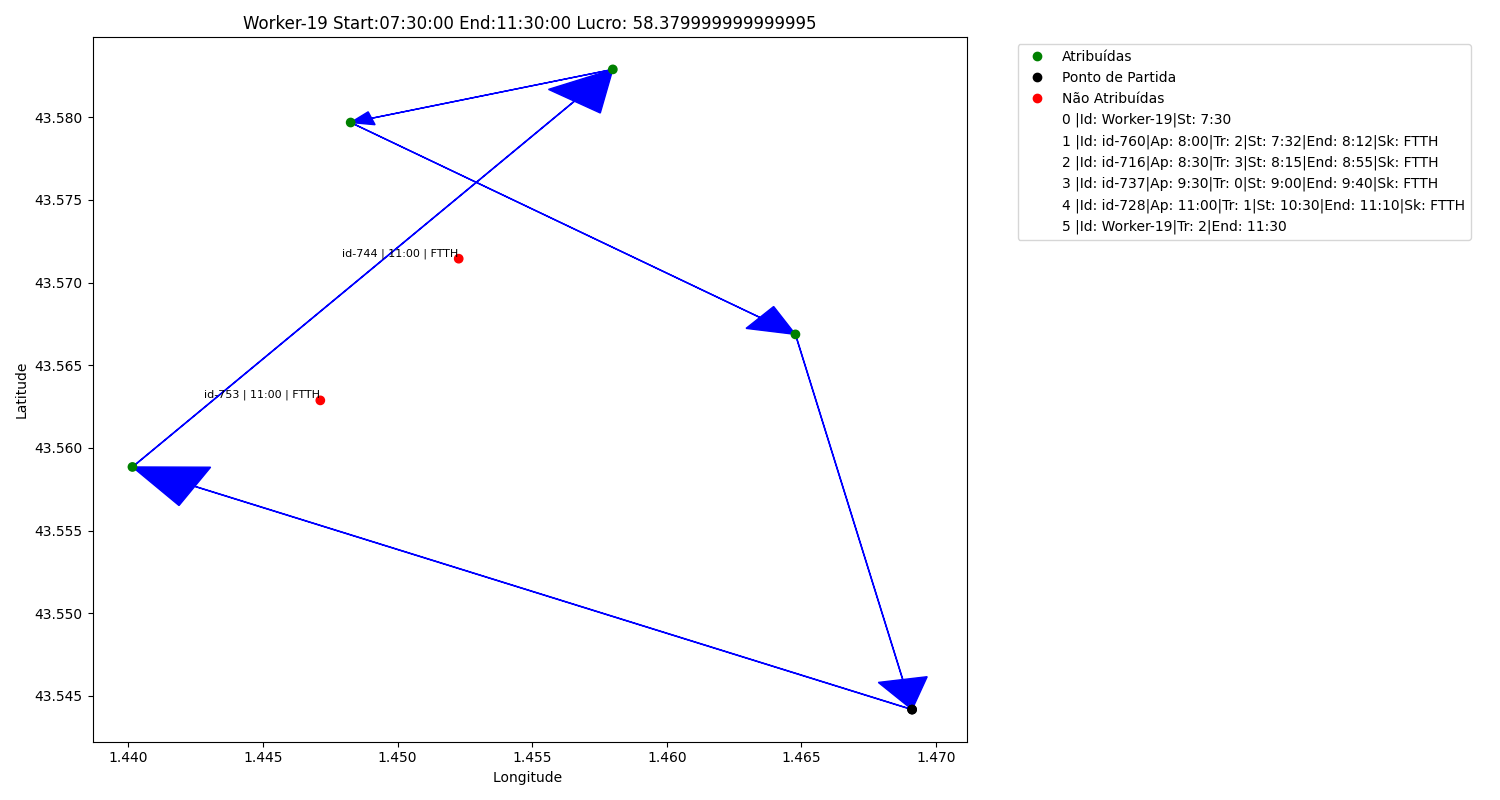 Worker-19 Start:07:30:00 End:11:30:00 Lucro: 58.379999999999995
Atribuídas
Ponto de Partida
Não Atribuídas
0 |Id: Worker-19|St: 7:30
1 |Id: id-760|Ap: 8:00|Tr: 2|St: 7:32|End: 8:12|Sk: FTTH
2 |Id: id-716|Ap: 8:30|Tr: 3|St: 8:15|End: 8:55|Sk: FTTH
3 |Id: id-737|Ap: 9:30|Tr: 0|St: 9:00|End: 9:40|Sk: FTTH
4 |Id: id-728|Ap: 11:00|Tr: 1|St: 10:30|End: 11:10|Sk: FTTH
5 |Id: Worker-19|Tr: 2|End: 11:30
43.580
43.575
id-744 | 11:00 | FTTH
43.570
43.565
id-753 | 11:00 | FTTH
43.560
43.555
43.550
43.545
Latitude
1.440
1.445
1.450
1.455
1.460
1.465
1.470
Longitude